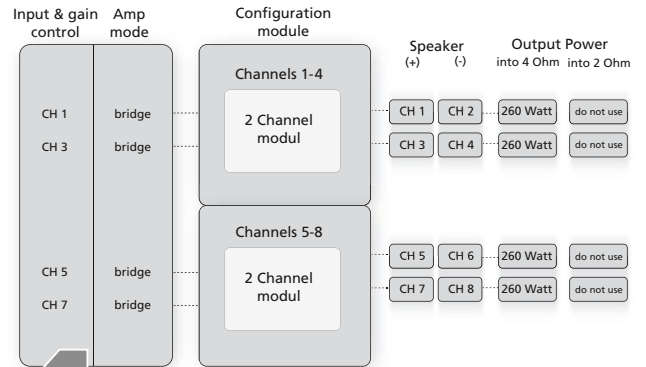 Input & gain control
Amp mode
Configuration module
Speaker
(+) (-)
Output Power
into 4 Ohm into 2 Ohm
Channels 1-4
2 Channel
modul
CH 1 bridge CH 1 CH 2 260 Watt do not use
CH 3 bridge CH 3 CH 4 260 Watt do not use
Channels 5-8
2 Channel
modul
CH 5 bridge CH 5 CH 6 260 Watt do not use
CH 7 bridge CH 7 CH 8 260 Watt do not use